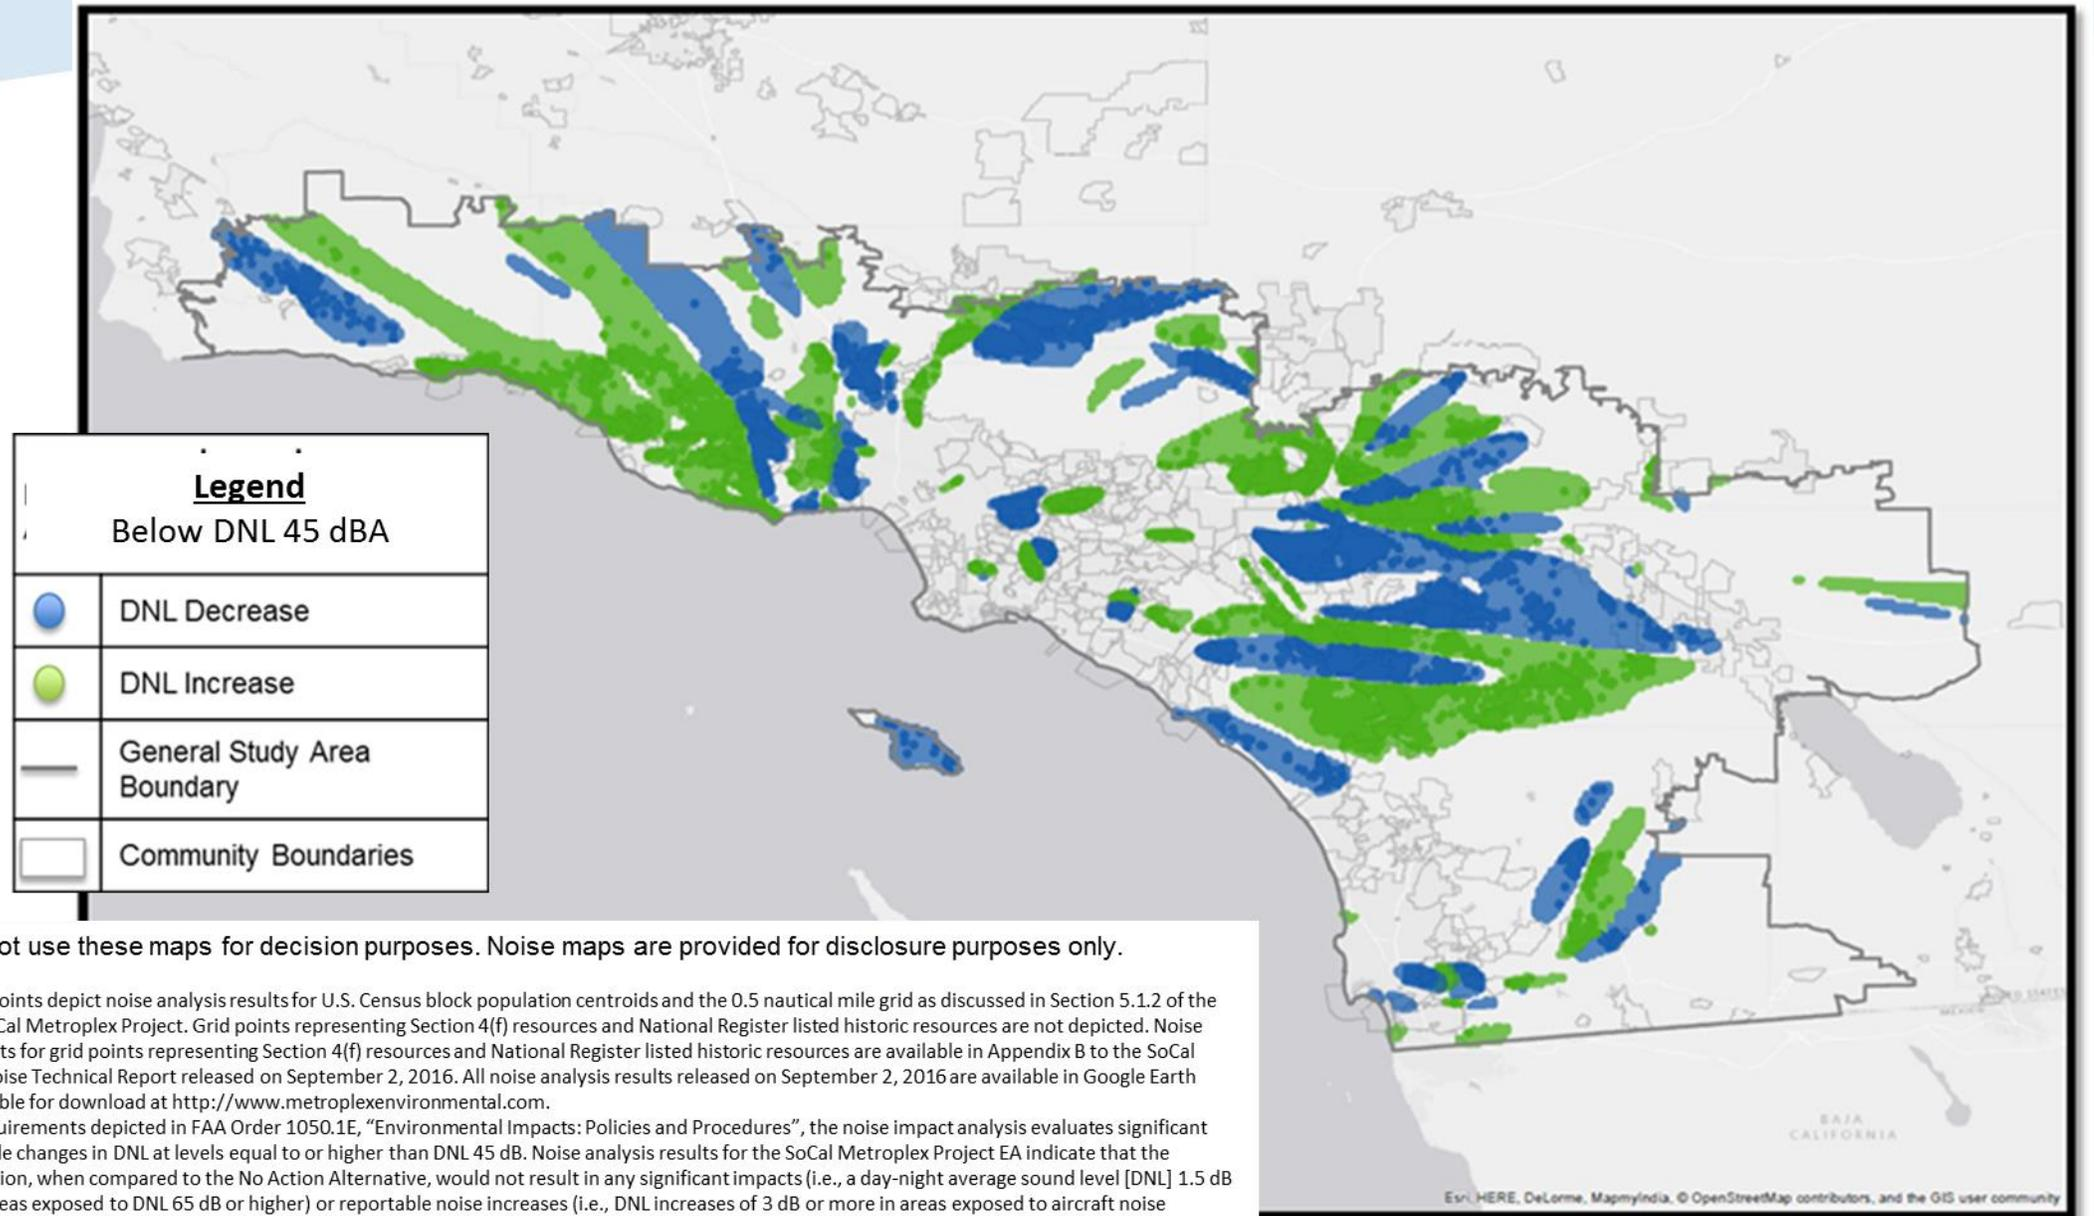 Legend
Below DNL 45 dBA
DNL Decrease
DNL Increase
General Study Area
Boundary
Community Boundaries
ot use these maps for decision purposes. Noise maps are provided for disclosure purposes only.
oints depict noise analysis results for U.S. Census block population centroids and the 0.5 nautical mile grid as discussed in Section 5.1.2 of the
Cal Metroplex Project. Grid points representing Section 4(f) resources and National Register listed historic resources are not depicted. Noise
ts for grid points representing Section 4(f) resources and National Register listed historic resources are available in Appendix B to the SoCal
oise Technical Report released on September 2, 2016. All noise analysis results released on September 2, 2016 are available in Google Earth
ble for download at http://www.metroplexenvironmental.com.
uirements depicted in FAA Order 1050.1E, “Environmental Impacts: Policies and Procedures”, the noise impact analysis evaluates significant
le changes in DNL at levels equal to or higher than DNL 45 dB. Noise analysis results for the SoCal Metroplex Project EA indicate that the
ion, when compared to the No Action Alternative, would not result in any significant impacts (i.e., a day-night average sound level [DNL] 1.5 dB
eas exposed to DNL 65 dB or higher) or reportable noise increases (i.e., DNL increases of 3 dB or more in areas exposed to aircraft noise
UNITED STATES
MEXICO
BAJA
CALIFORNIA
Esri, HERE, DeLorme, MapmyIndia, © OpenStreetMap contributors, and the GIS user community